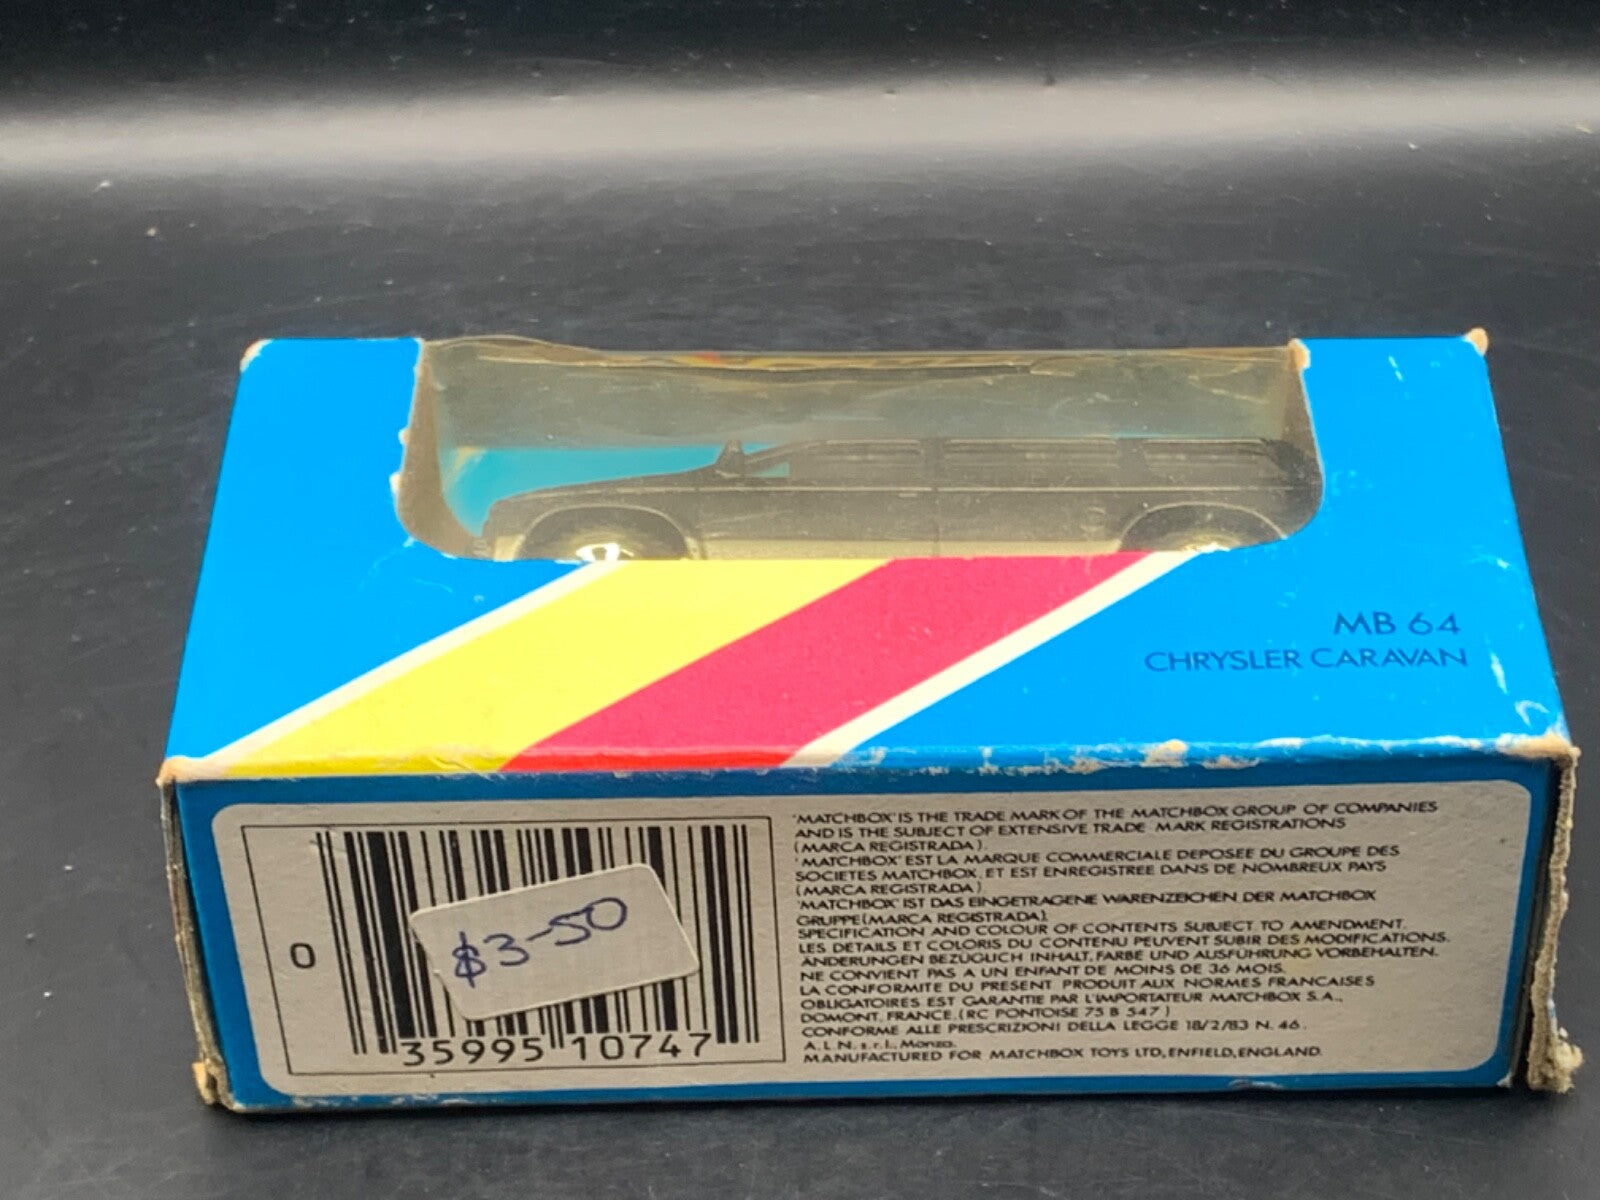 MB 64
CHRYSLER CARAVAN
$3-50
0
35995 10747
'MATCHBOX' IS THE TRADE MARK OF THE MATCHBOX GROUP OF COMPANIES
AND IS THE SUBJECT OF EXTENSIVE TRADE MARK REGISTRATIONS
(MARCA REGISTRADA).
'MATCHBOX' EST LA MARQUE COMMERCIALE DEPOSEE DU GROUPE DES
SOCIETES MATCHBOX, ET EST ENREGISTREE DANS DE NOMBREUX PAYS
(MARCA REGISTRADA)
'MATCHBOX' IST DAS EINGETRAGENE WARENZEICHEN DER MATCHBOX
GRUPPE (MARCA REGISTRADA).
SPECIFICATION AND COLOUR OF CONTENTS SUBJECT TO AMENDMENT.
LES DETAILS ET COLORIS DU CONTENU PEUVENT SUBIR DES MODIFICATIONS.
ÄNDERUNGEN BEZÜGLICH INHALT, FARBE UND AUSFÜHRUNG VORBEHALTEN.
NE CONVIENT PAS A UN ENFANT DE MOINS DE 36 MOIS.
LA CONFORMITE DU PRESENT PRODUIT AUX NORMES FRANCAISES
OBLIGATOIRES EST GARANTIE PAR L'IMPORTATEUR MATCHBOX S.A.,
DOMONT, FRANCE. (RC PONTOISE 75 B 547)
CONFORME ALLE PRESCRIZIONI DELLA LEGGE 18/2/83 N. 46.
A.L.N. s.r.l., Monza.
MANUFACTURED FOR MATCHBOX TOYS LTD, ENFIELD, ENGLAND.